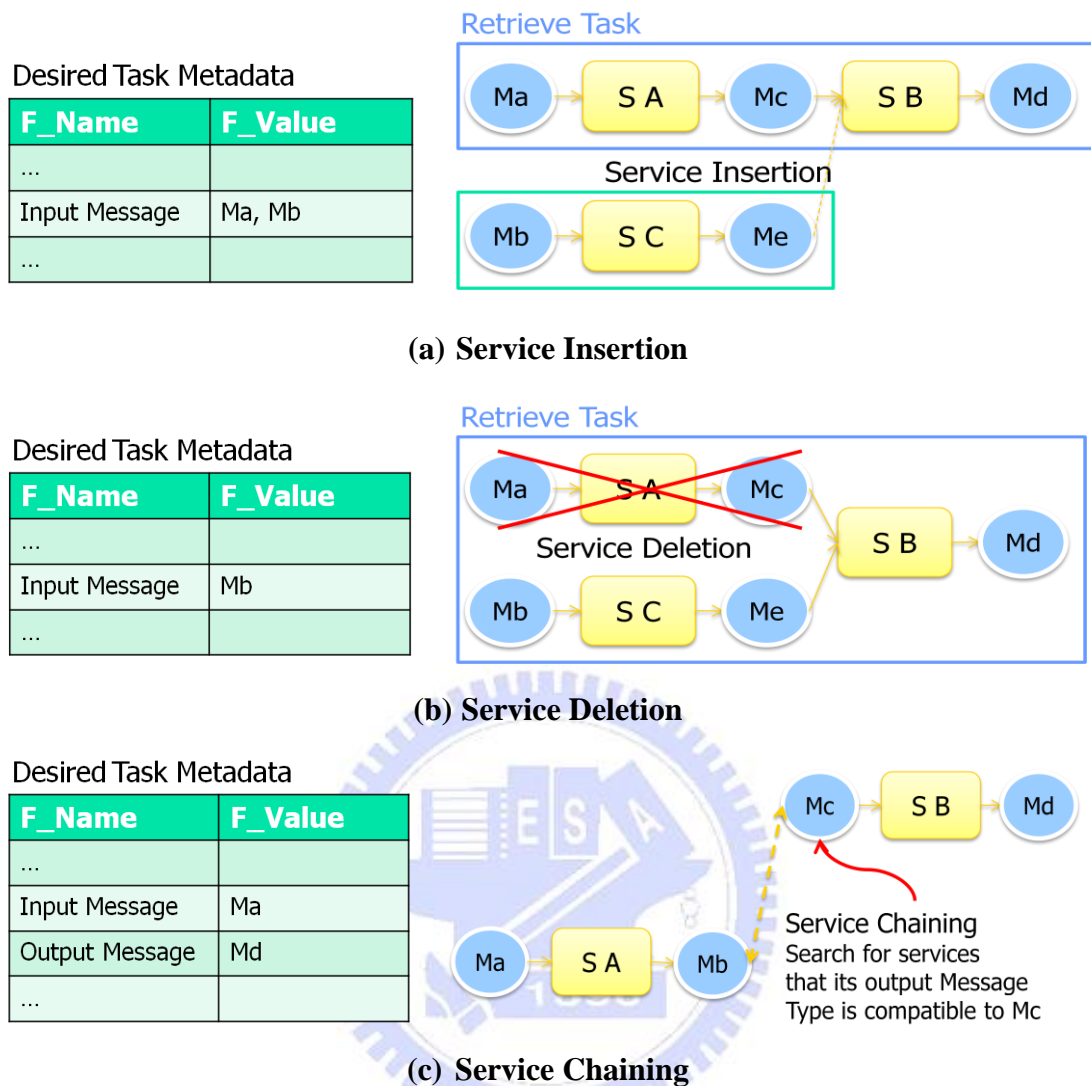 Retrieve Task
Desired Task Metadata
F_Name F_Value
...
Input Message Ma, Mb
...
Ma S A Mc S B Md
Service Insertion
Mb S C Me
(a) Service Insertion
Retrieve Task
Desired Task Metadata
F_Name F_Value
...
Input Message Mb
...
Ma S A Mc
Service Deletion
S B Md
Mb S C Me
(b) Service Deletion
Desired Task Metadata
F_Name F_Value
...
Input Message Ma
Output Message Md
...
Mc S B Md
Ma S A Mb
Service Chaining
Search for services
that its output Message
Type is compatible to Mc
E S A
(c) Service Chaining